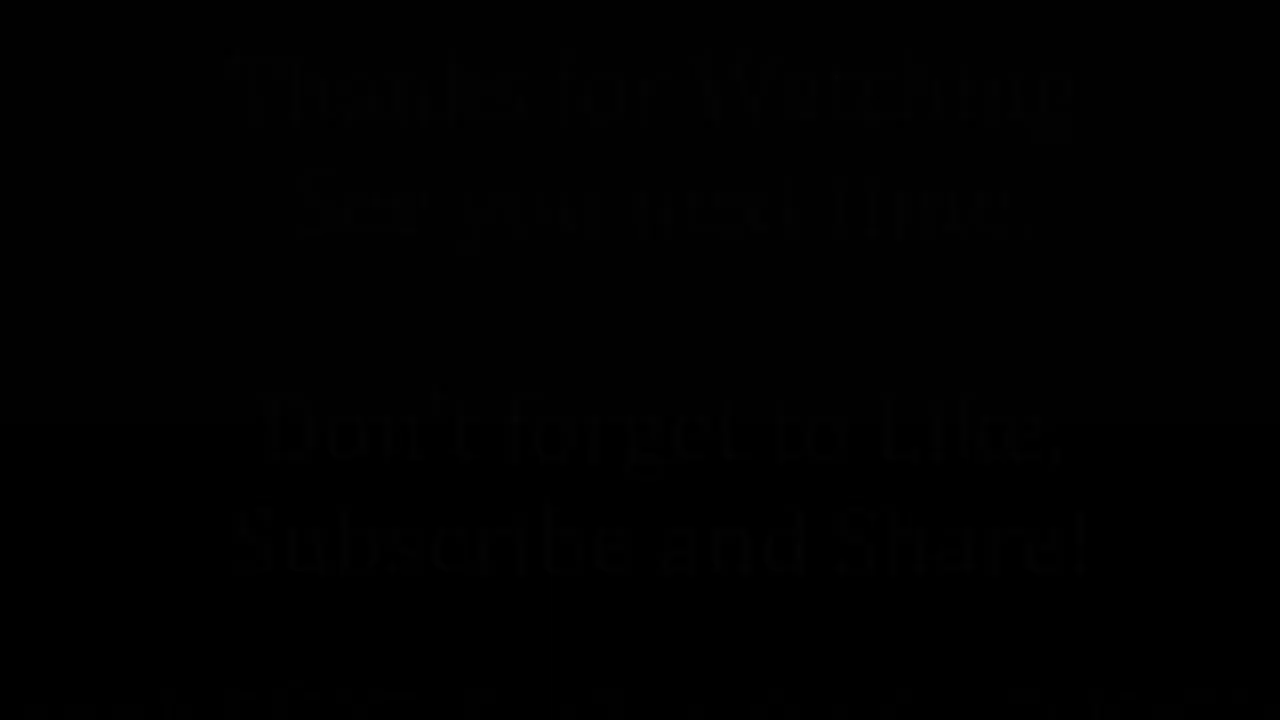 Thanks for Watching
See you next time.
Don't forget to Like,
Subscribe and Share!